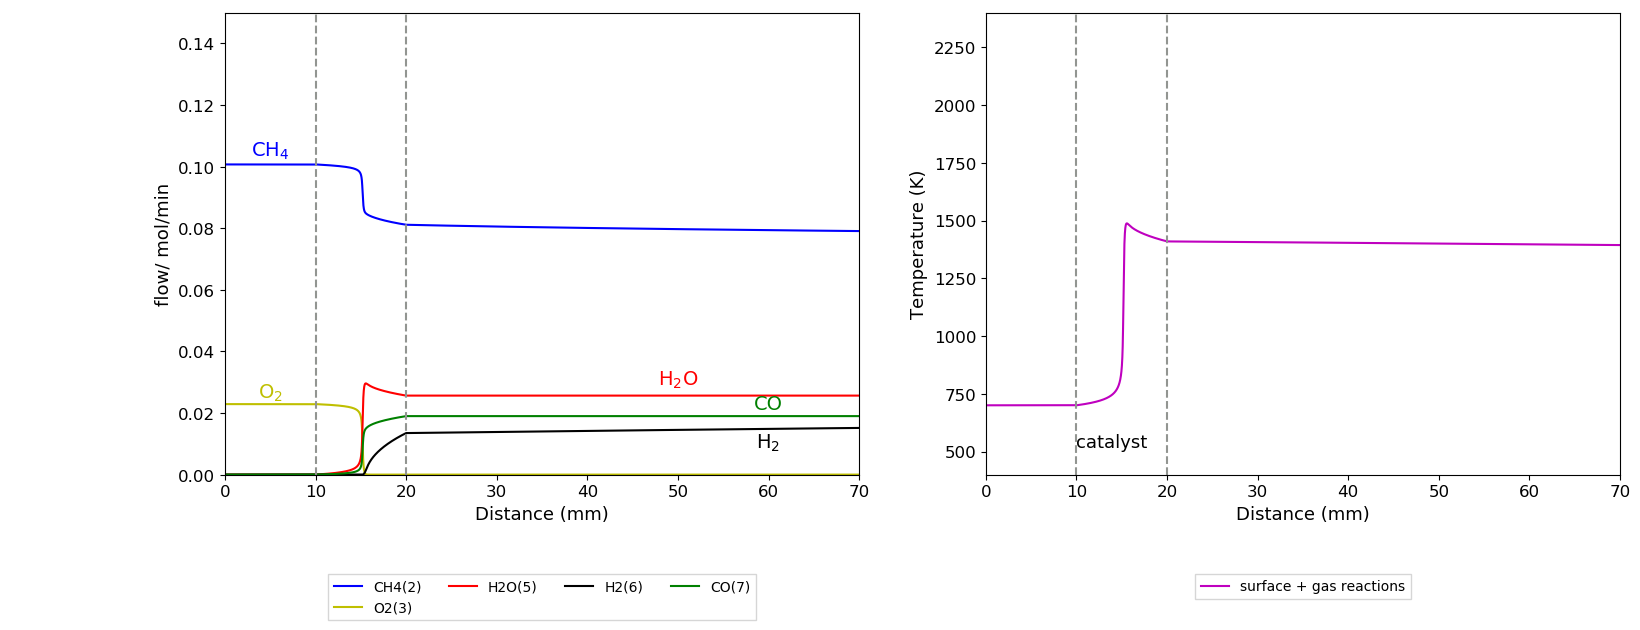 0.14
0.12
0.10
0.08
0.06
0.04
0.02
0.00
flow/ mol/min
CH4
O2
H2O
CO
H2
0 10 20 30 40 50 60 70
Distance (mm)
CH4(2) H2O(5) H2(6) CO(7)
O2(3)
2250
2000
1750
1500
1250
1000
750
500
Temperature (K)
catalyst
0 10 20 30 40 50 60 70
Distance (mm)
surface + gas reactions